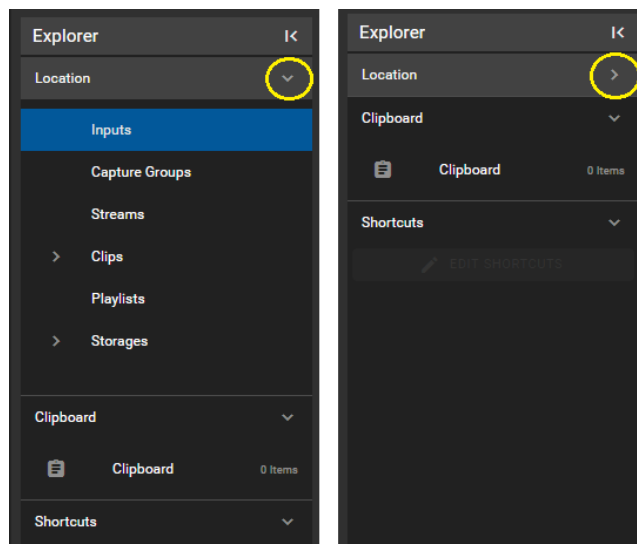 Explorer
Location
Inputs
Capture Groups
Streams
Clips
Playlists
Storages
Clipboard
Clipboard 0 Items
Shortcuts
Explorer
Location
Clipboard
Clipboard 0 Items
Shortcuts
EDIT SHORTCUTS